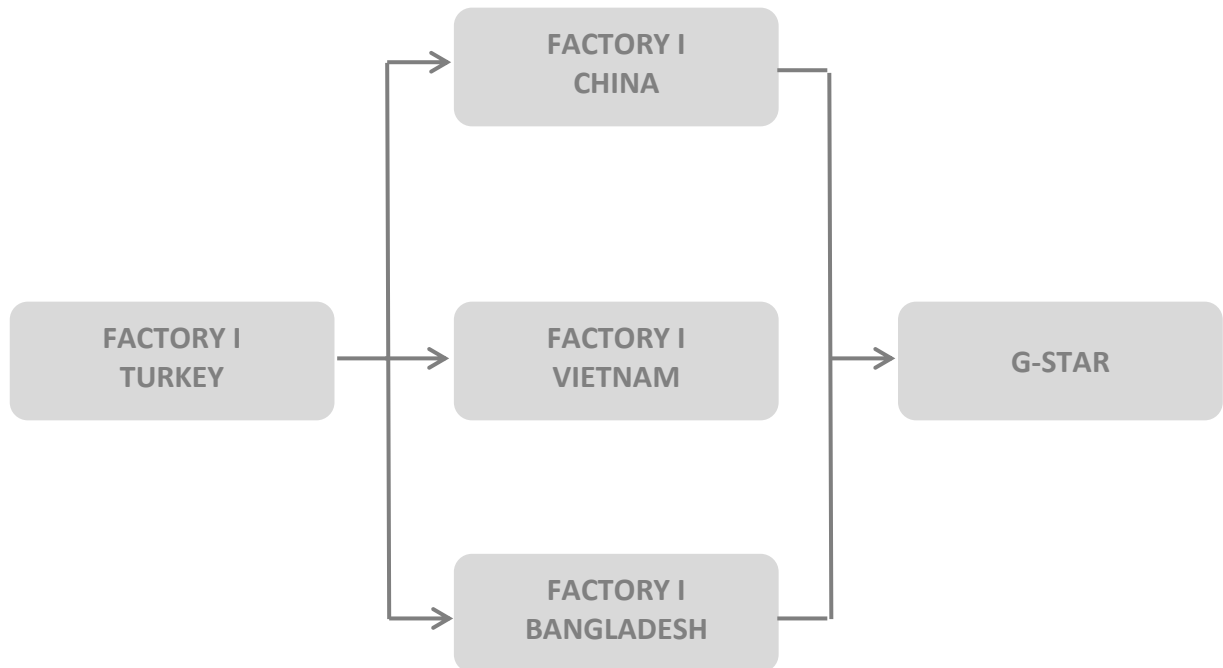 FACTORY I
CHINA
FACTORY I
TURKEY
FACTORY I
VIETNAM
G-STAR
FACTORY I
BANGLADESH